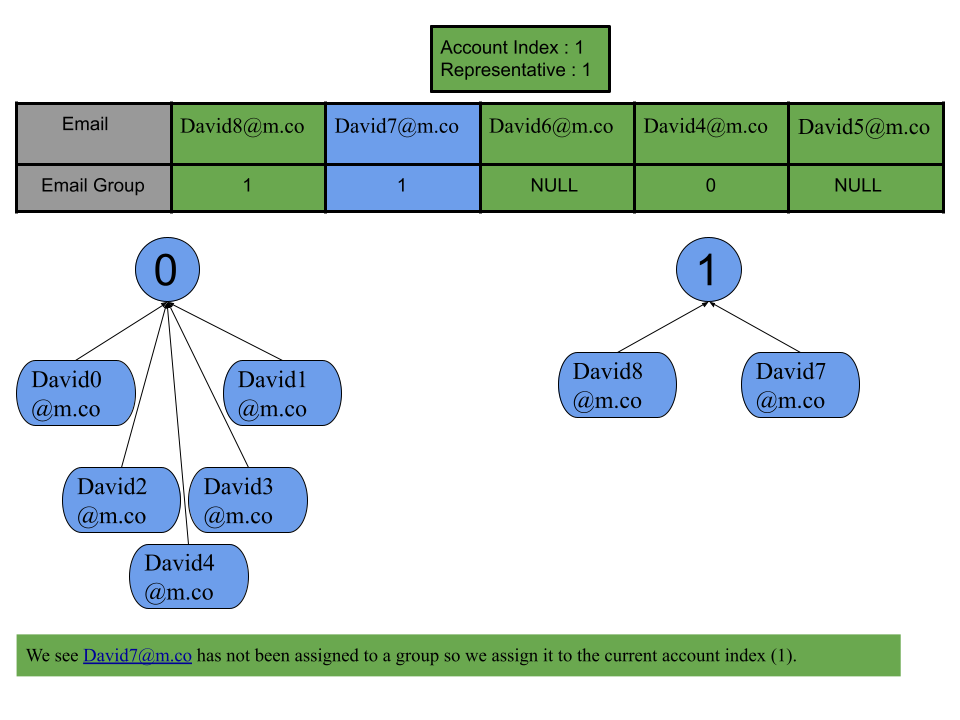 Account Index : 1
Representative : 1
Email David8@m.co David7@m.co David6@m.co David4@m.co David5@m.co
Email Group 1 1 NULL 0 NULL
0 1
David0
@m.co
David1
@m.co
David8
@m.co
David7
@m.co
David2
@m.co
David3
@m.co
David4
@m.co
We see David7@m.co has not been assigned to a group so we assign it to the current account index (1).